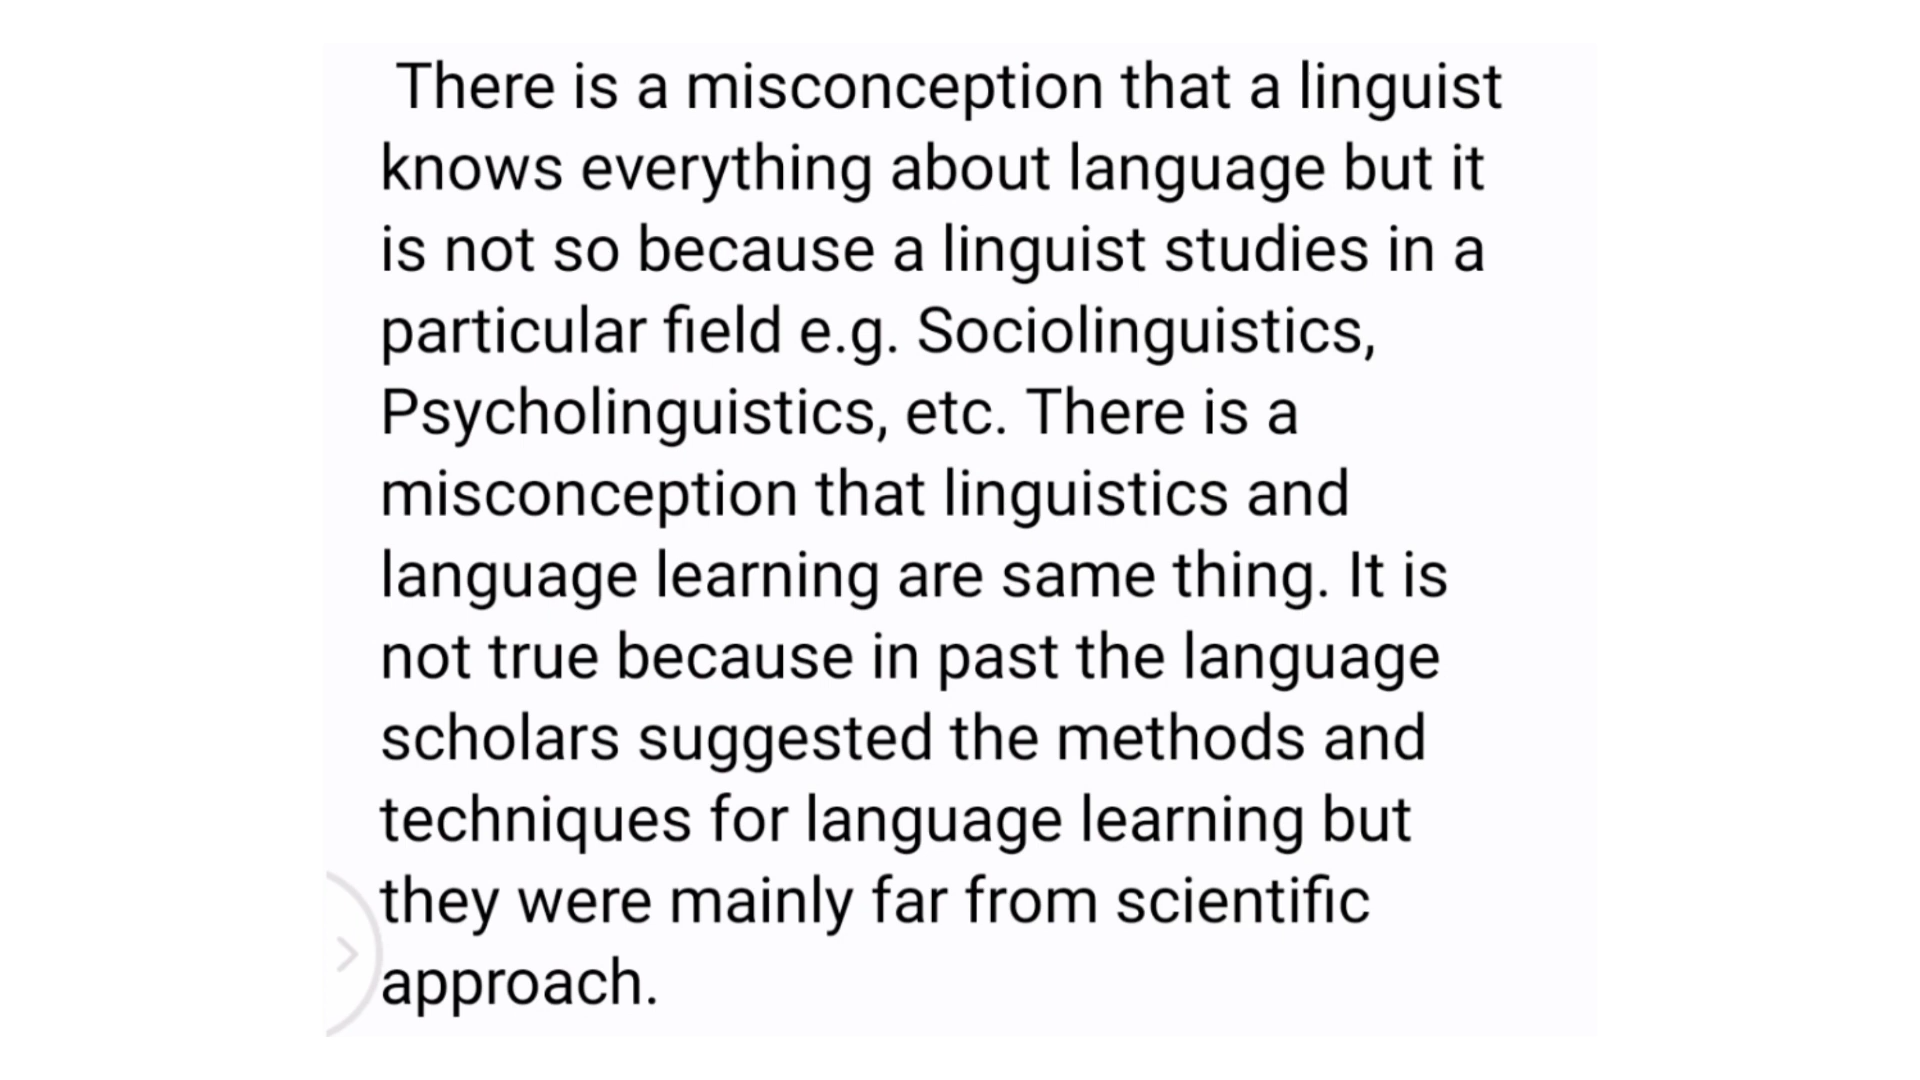 There is a misconception that a linguist
knows everything about language but it
is not so because a linguist studies in a
particular field e.g. Sociolinguistics,
Psycholinguistics, etc. There is a
misconception that linguistics and
language learning are same thing. It is
not true because in past the language
scholars suggested the methods and
techniques for language learning but
they were mainly far from scientific
approach.